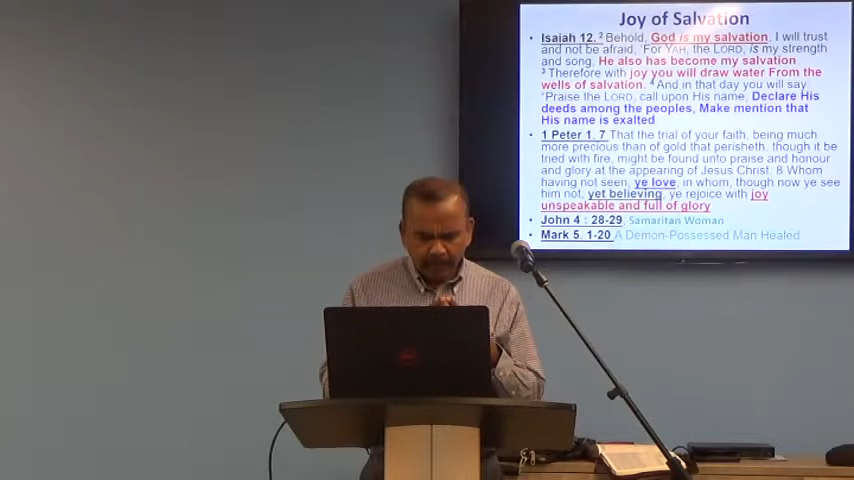 Joy of Salvation
• Isaiah 12. 2 Behold, God is my salvation, I will trust
and not be afraid; 'For YAH, the LORD, is my strength
and song; He also has become my salvation.
3 Therefore with joy you will draw water From the
wells of salvation. 4 And in that day you will say
'Praise the LORD, call upon His name; Declare His
deeds among the peoples, Make mention that
His name is exalted
• 1 Peter 1. 7 That the trial of your faith, being much
more precious than of gold that perisheth, though it be
tried with fire, might be found unto praise and honour
and glory at the appearing of Jesus Christ. 8 Whom
having not seen, ye love; in whom, though now ye see
him not, yet believing, ye rejoice with joy
unspeakable and full of glory
• John 4 : 28-29, Samaritan Woman
• Mark 5. 1-20 A Demon-Possessed Man Healed